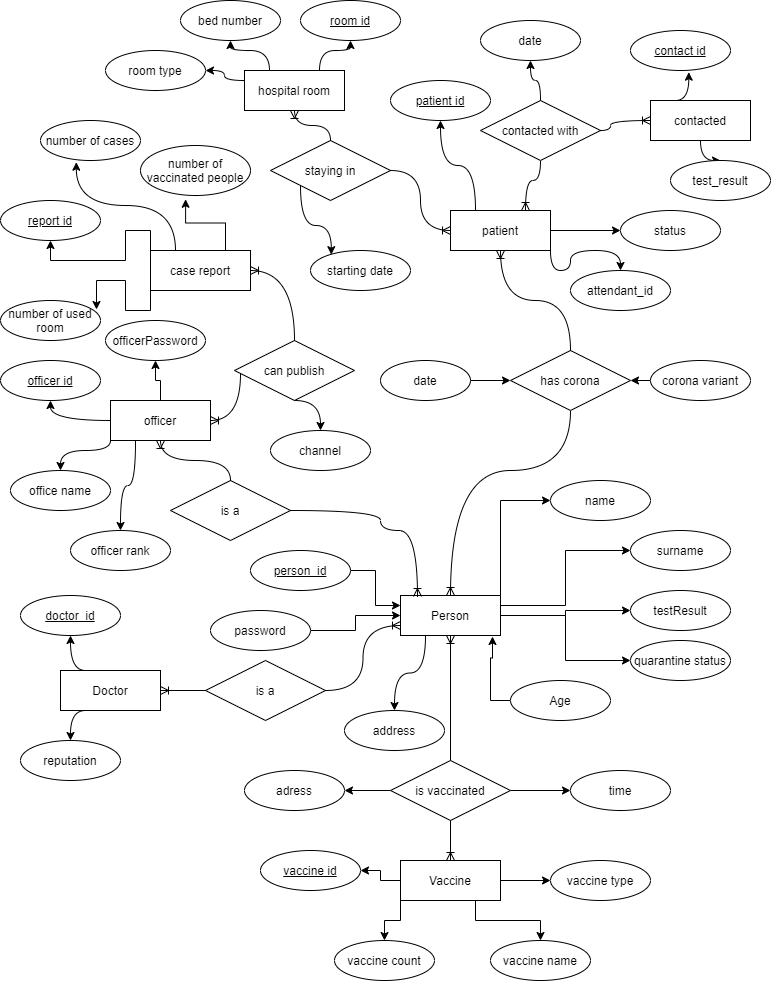 bed number
room id
date
contact id
room type
hospital room
patient id
contacted with
contacted
number of cases
number of
vaccinated people
staying in
test_result
report id
patient
status
case report
starting date
attendant_id
number of used
room
officerPassword
officer id
can publish
date
has corona
corona variant
officer
channel
office name
is a
name
officer rank
surname
person_id
doctor_id
password
Person
testResult
quarantine status
Doctor
is a
Age
address
reputation
adress
is vaccinated
time
vaccine id
Vaccine
vaccine type
vaccine count
vaccine name